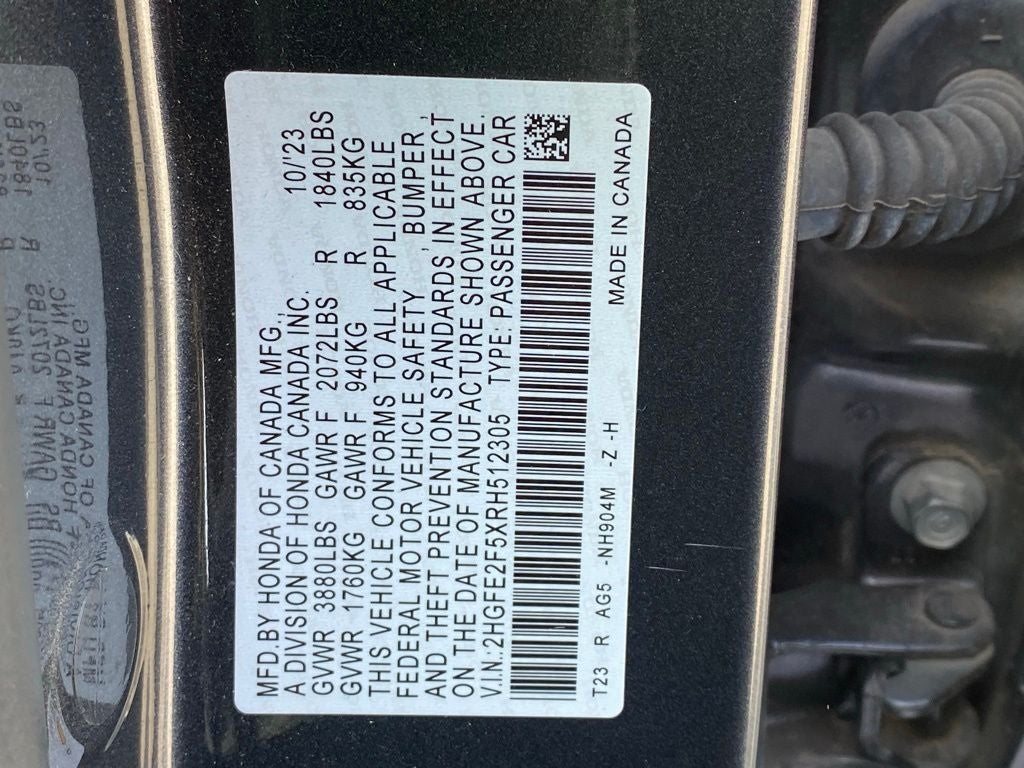 MFD.BY HONDA OF CANADA MFG.,
A DIVISION OF HONDA CANADA INC. 10/'23
GVWR 3880LBS GAWR F 2072LBS R 1840LBS
GVWR 1760KG GAWR F 940KG R 835KG
THIS VEHICLE CONFORMS TO ALL APPLICABLE
FEDERAL MOTOR VEHICLE SAFETY, BUMPER,
AND THEFT PREVENTION STANDARDS, IN EFFECT
ON THE DATE OF MANUFACTURE SHOWN ABOVE.
V.I.N.:2HGFE2F5XRH512305 TYPE: PASSENGER CAR
T23 R AG5 -NH904M -Z -H
MADE IN CANADA